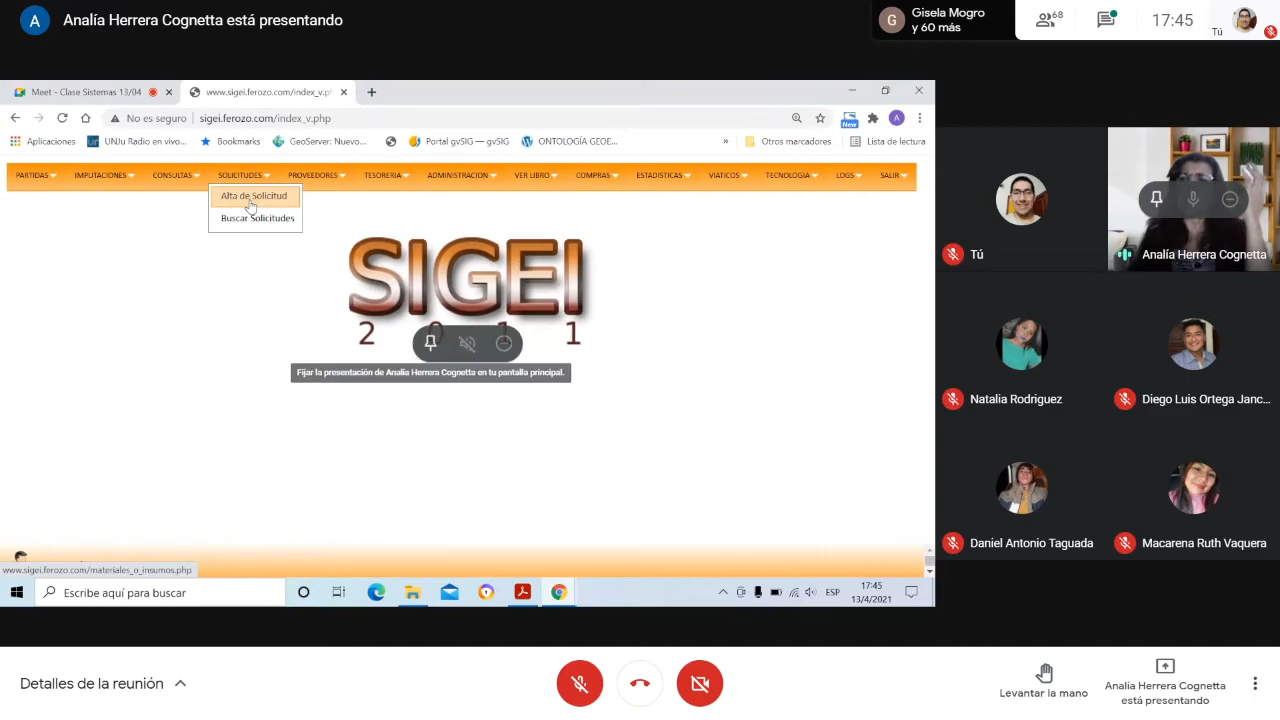 A Analía Herrera Cognetta está presentando
G Gisela Mogro
y 60 más
68
17:45
Tú
Meet - Clase Sistemas 13/04
www.sigei.ferozo.com/index_v.p
No es seguro sigei.ferozo.com/index_v.php
New
A
Aplicaciones UNJu Radio en vivo... Bookmarks GeoServer: Nuevo... Portal gvSIG — gvSIG ONTOLOGÍA GEOE... » Otros marcadores Lista de lectura
PARTIDAS IMPUTACIONES CONSULTAS SOLICITUDES PROVEEDORES TESORERIA ADMINISTRACION VER LIBRO COMPRAS ESTADISTICAS VIATICOS TECNOLOGIA LOGS SALIR
Alta de Solicitud
Buscar Solicitudes
SIGEI
2 0 1 1
Fijar la presentación de Analía Herrera Cognetta en tu pantalla principal.
www.sigei.ferozo.com/materiales_o_insumos.php
Escribe aquí para buscar
ESP
17:45
13/4/2021
Tú
Analía Herrera Cognetta
Natalia Rodriguez
Diego Luis Ortega Janc...
Daniel Antonio Taguada
Macarena Ruth Vaquera
Detalles de la reunión
Levantar la mano
Analía Herrera Cognetta
está presentando